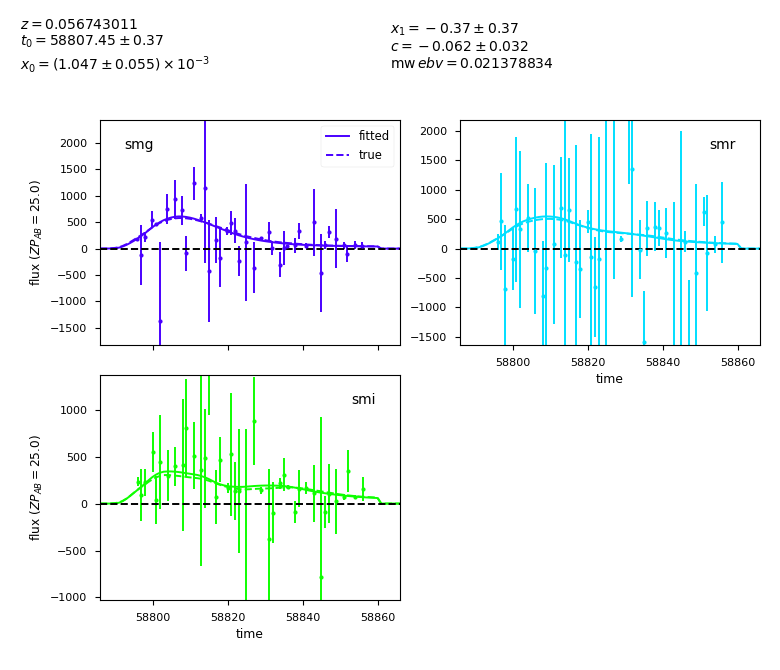 z = 0.056743011
t₀ = 58807.45 ± 0.37
x₀ = (1.047 ± 0.055) × 10⁻³
x₁ = −0.37 ± 0.37
c = −0.062 ± 0.032
mw ebv = 0.021378834
smg
fitted
true
2000
1500
1000
500
0
−500
−1000
−1500
flux (ZP_AB = 25.0)
smr
2000
1500
1000
500
0
−500
−1000
−1500
58800 58820 58840 58860
time
smi
1000
500
0
−500
−1000
flux (ZP_AB = 25.0)
58800 58820 58840 58860
time